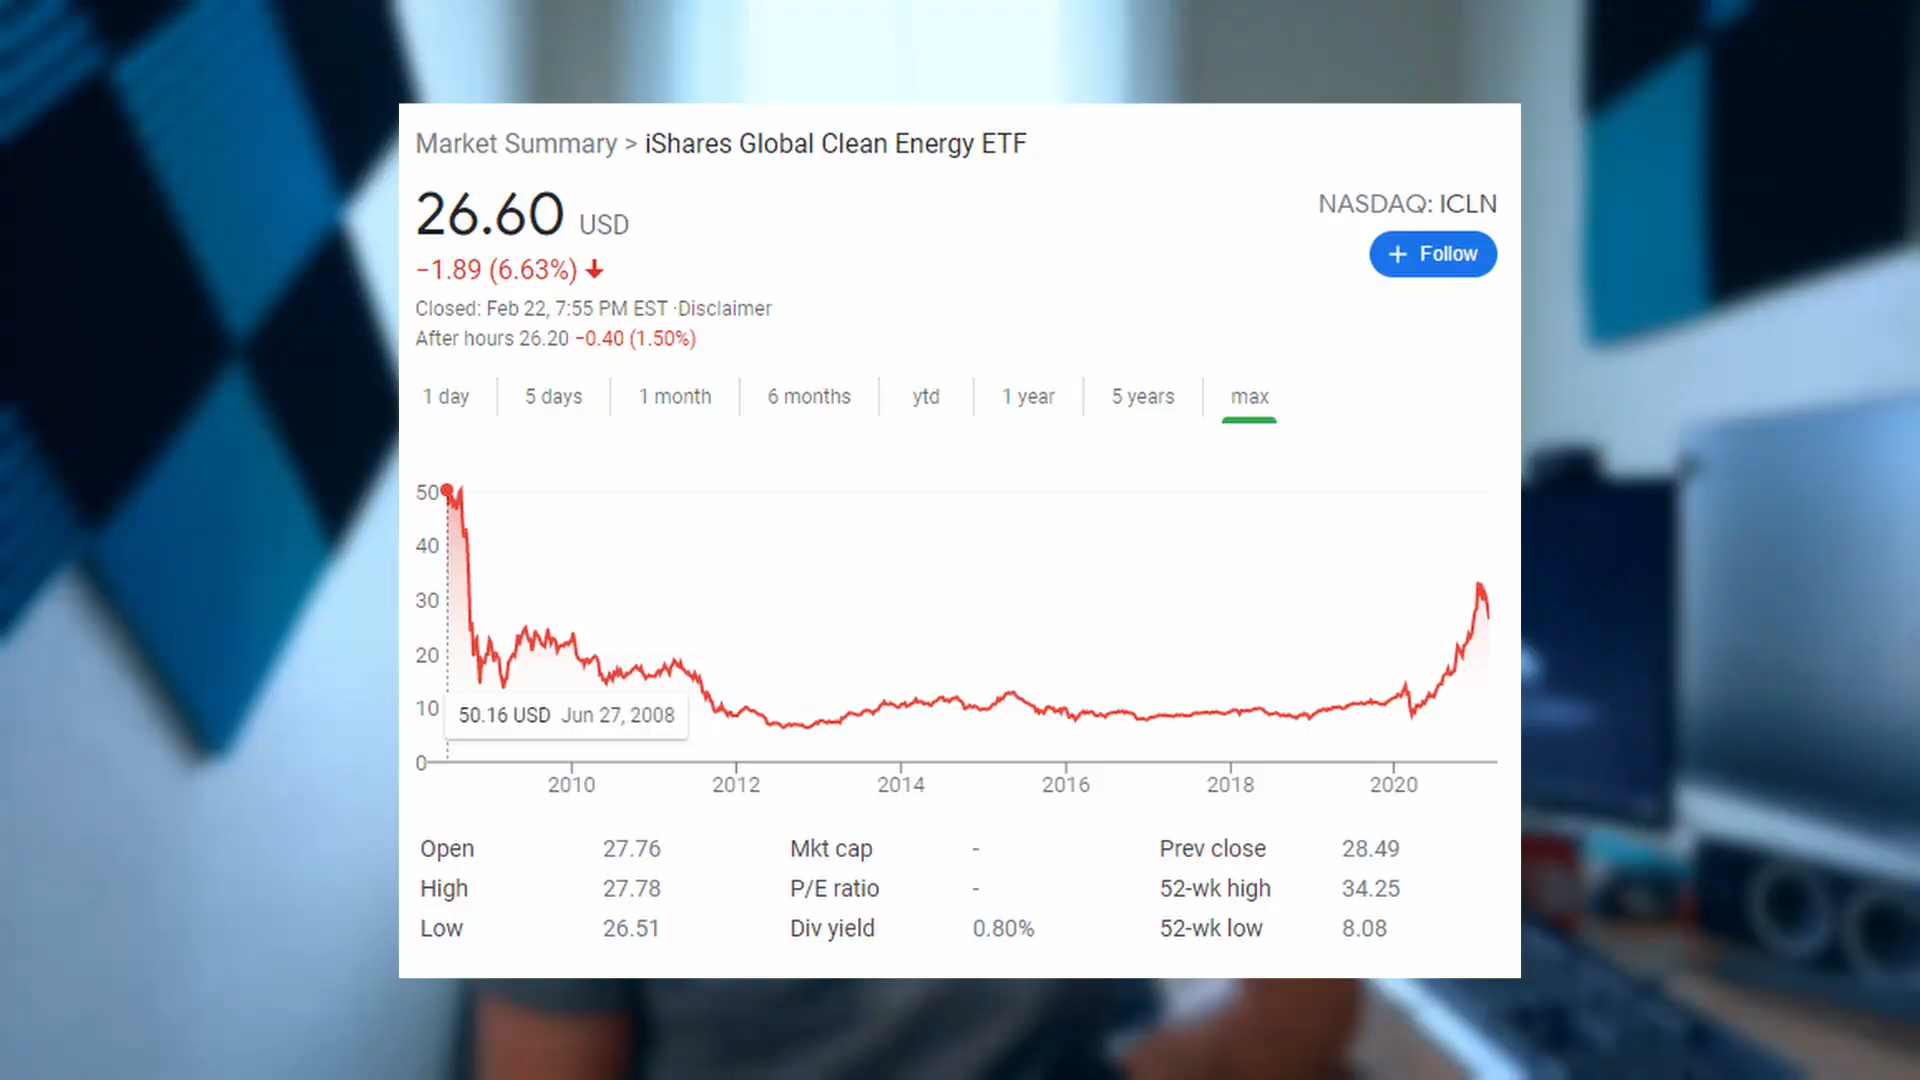 Market Summary > iShares Global Clean Energy ETF
26.60 USD
NASDAQ: ICLN
−1.89 (6.63%)
+ Follow
Closed: Feb 22, 7:55 PM EST ·Disclaimer
After hours 26.20 −0.40 (1.50%)
1 day 5 days 1 month 6 months ytd 1 year 5 years max
50
40
30
20
10
50.16 USD Jun 27, 2008
0
2010 2012 2014 2016 2018 2020
Open 27.76 Mkt cap - Prev close 28.49
High 27.78 P/E ratio - 52-wk high 34.25
Low 26.51 Div yield 0.80% 52-wk low 8.08